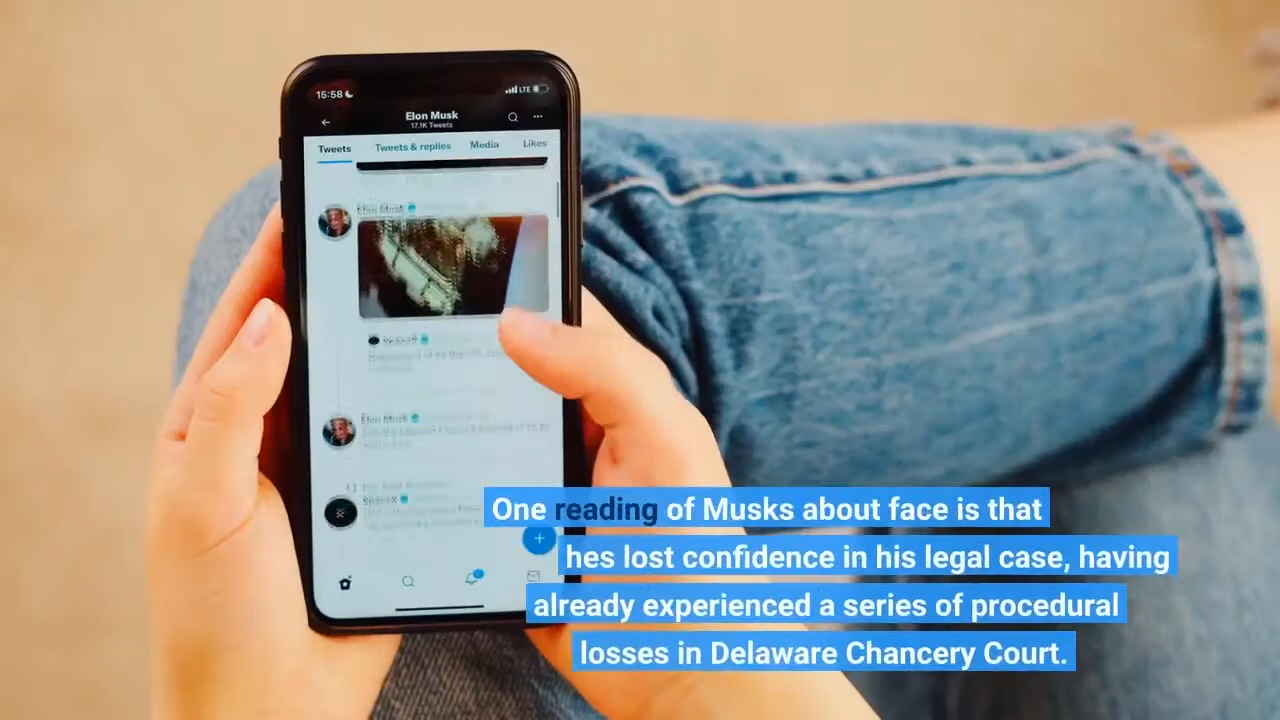 15:58
LTE
Elon Musk
17.1K Tweets
Tweets Tweets & replies Media Likes
Elon Musk
SpaceX
Elon Musk
SpaceX
One reading of Musks about face is that
hes lost confidence in his legal case, having
already experienced a series of procedural
losses in Delaware Chancery Court.